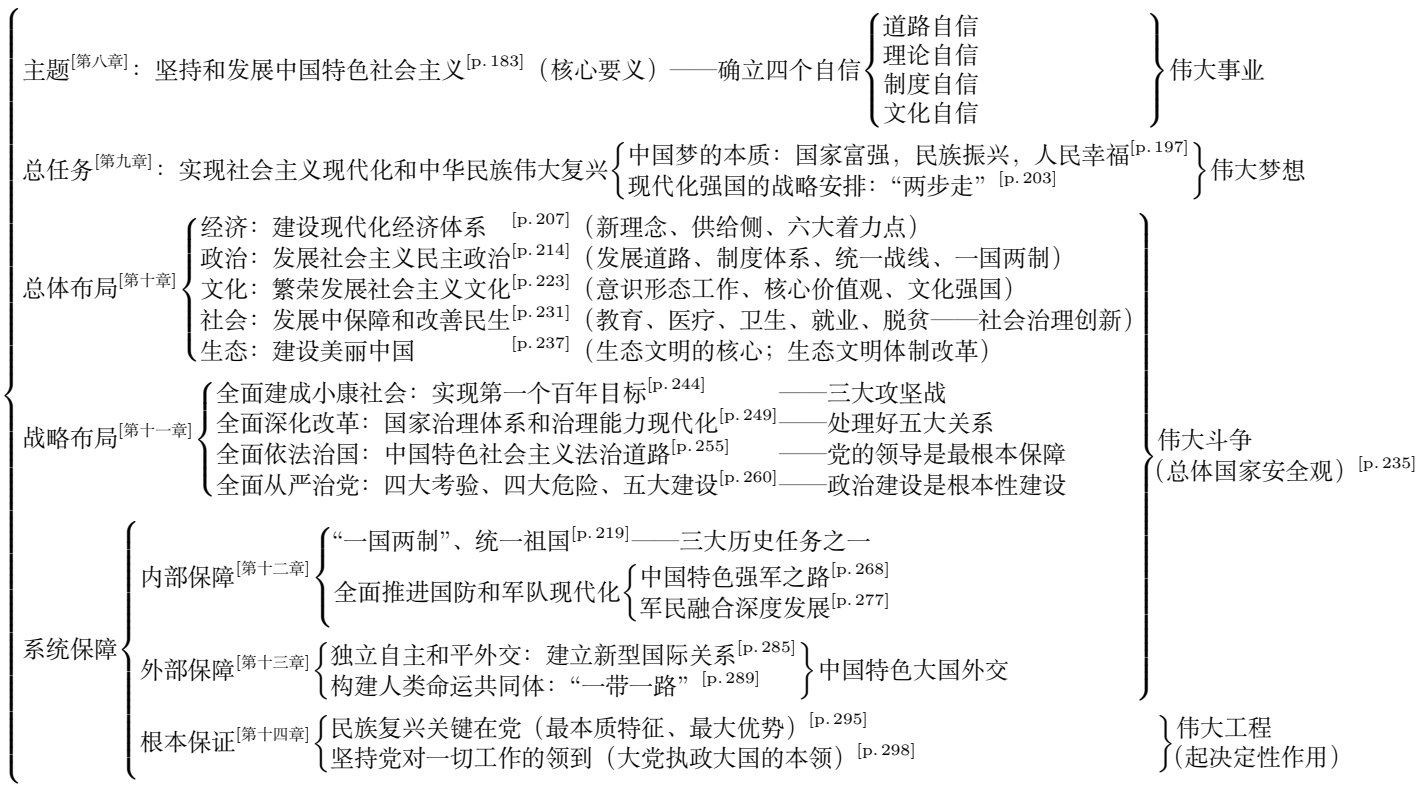 主题[第八章]：坚持和发展中国特色社会主义[p. 183]（核心要义）——确立四个自信
道路自信
理论自信
制度自信
文化自信
伟大事业
总任务[第九章]：实现社会主义现代化和中华民族伟大复兴
中国梦的本质：国家富强，民族振兴，人民幸福[p. 197]
现代化强国的战略安排：“两步走”[p. 203]
伟大梦想
总体布局[第十章]
经济：建设现代化经济体系 [p. 207]（新理念、供给侧、六大着力点）
政治：发展社会主义民主政治[p. 214]（发展道路、制度体系、统一战线、一国两制）
文化：繁荣发展社会主义文化[p. 223]（意识形态工作、核心价值观、文化强国）
社会：发展中保障和改善民生[p. 231]（教育、医疗、卫生、就业、脱贫——社会治理创新）
生态：建设美丽中国 [p. 237]（生态文明的核心；生态文明体制改革）
战略布局[第十一章]
全面建成小康社会：实现第一个百年目标[p. 244] ——三大攻坚战
全面深化改革：国家治理体系和治理能力现代化[p. 249]——处理好五大关系
全面依法治国：中国特色社会主义法治道路[p. 255] ——党的领导是最根本保障
全面从严治党：四大考验、四大危险、五大建设[p. 260]——政治建设是根本性建设
伟大斗争
（总体国家安全观）[p. 235]
系统保障
内部保障[第十二章]
“一国两制”、统一祖国[p. 219]——三大历史任务之一
全面推进国防和军队现代化
中国特色强军之路[p. 268]
军民融合深度发展[p. 277]
外部保障[第十三章]
独立自主和平外交：建立新型国际关系[p. 285]
构建人类命运共同体：“一带一路”[p. 289]
中国特色大国外交
根本保证[第十四章]
民族复兴关键在党（最本质特征、最大优势）[p. 295]
坚持党对一切工作的领到（大党执政大国的本领）[p. 298]
伟大工程
（起决定性作用）